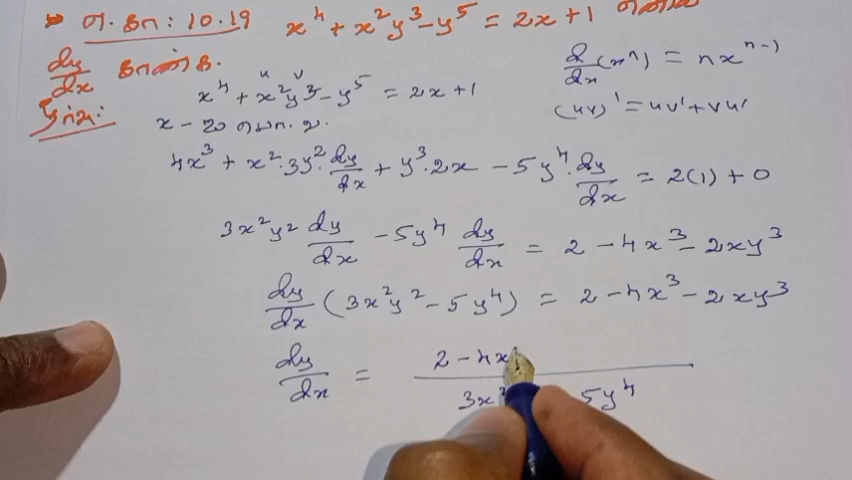 எ.கா: 10.19 x⁴ + x²y³ - y⁵ = 2x + 1 எனில்
dy/dx காண்க.
d/dx (xⁿ) = nxⁿ⁻¹
தீர்வு: x⁴ + x²y³ - y⁵ = 2x + 1
u v
(uv)' = uv' + vu'
4x³ + x²·3y²·dy/dx + y³·2x - 5y⁴·dy/dx = 2(1) + 0
3x²y² dy/dx - 5y⁴ dy/dx = 2 - 4x³ - 2xy³
dy/dx (3x²y² - 5y⁴) = 2 - 4x³ - 2xy³
dy/dx = 2 - 4x
3x² 5y⁴